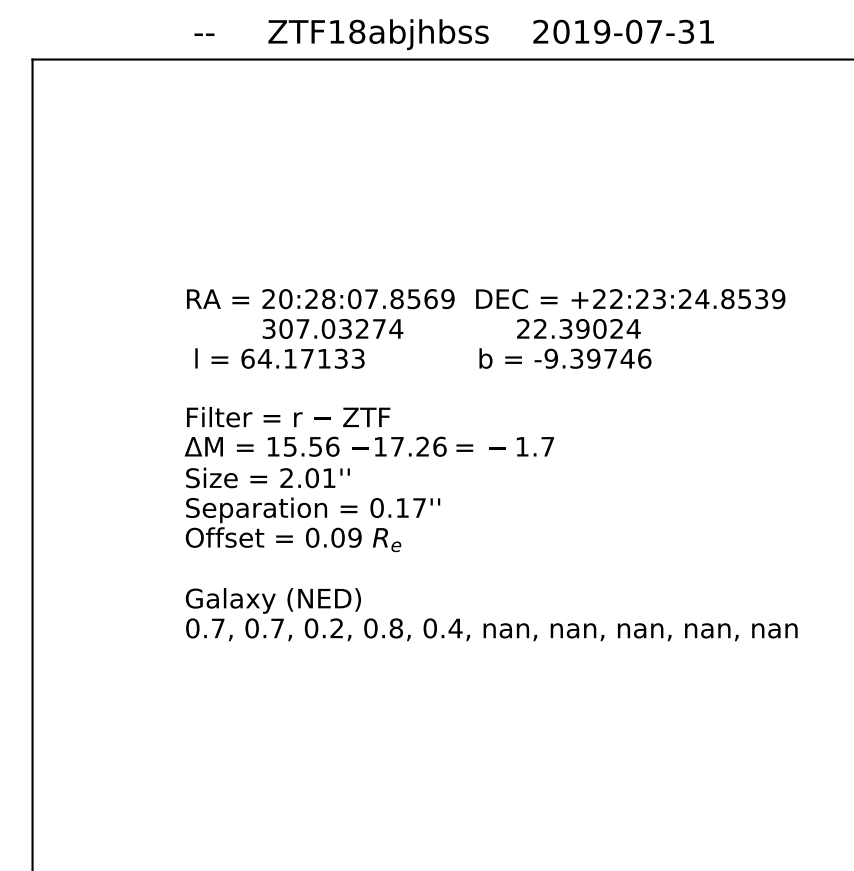 -- ZTF18abjhbss 2019-07-31
RA = 20:28:07.8569 DEC = +22:23:24.8539
307.03274 22.39024
l = 64.17133 b = -9.39746
Filter = r − ZTF
ΔM = 15.56 −17.26 = − 1.7
Size = 2.01''
Separation = 0.17''
Offset = 0.09 Re
Galaxy (NED)
0.7, 0.7, 0.2, 0.8, 0.4, nan, nan, nan, nan, nan